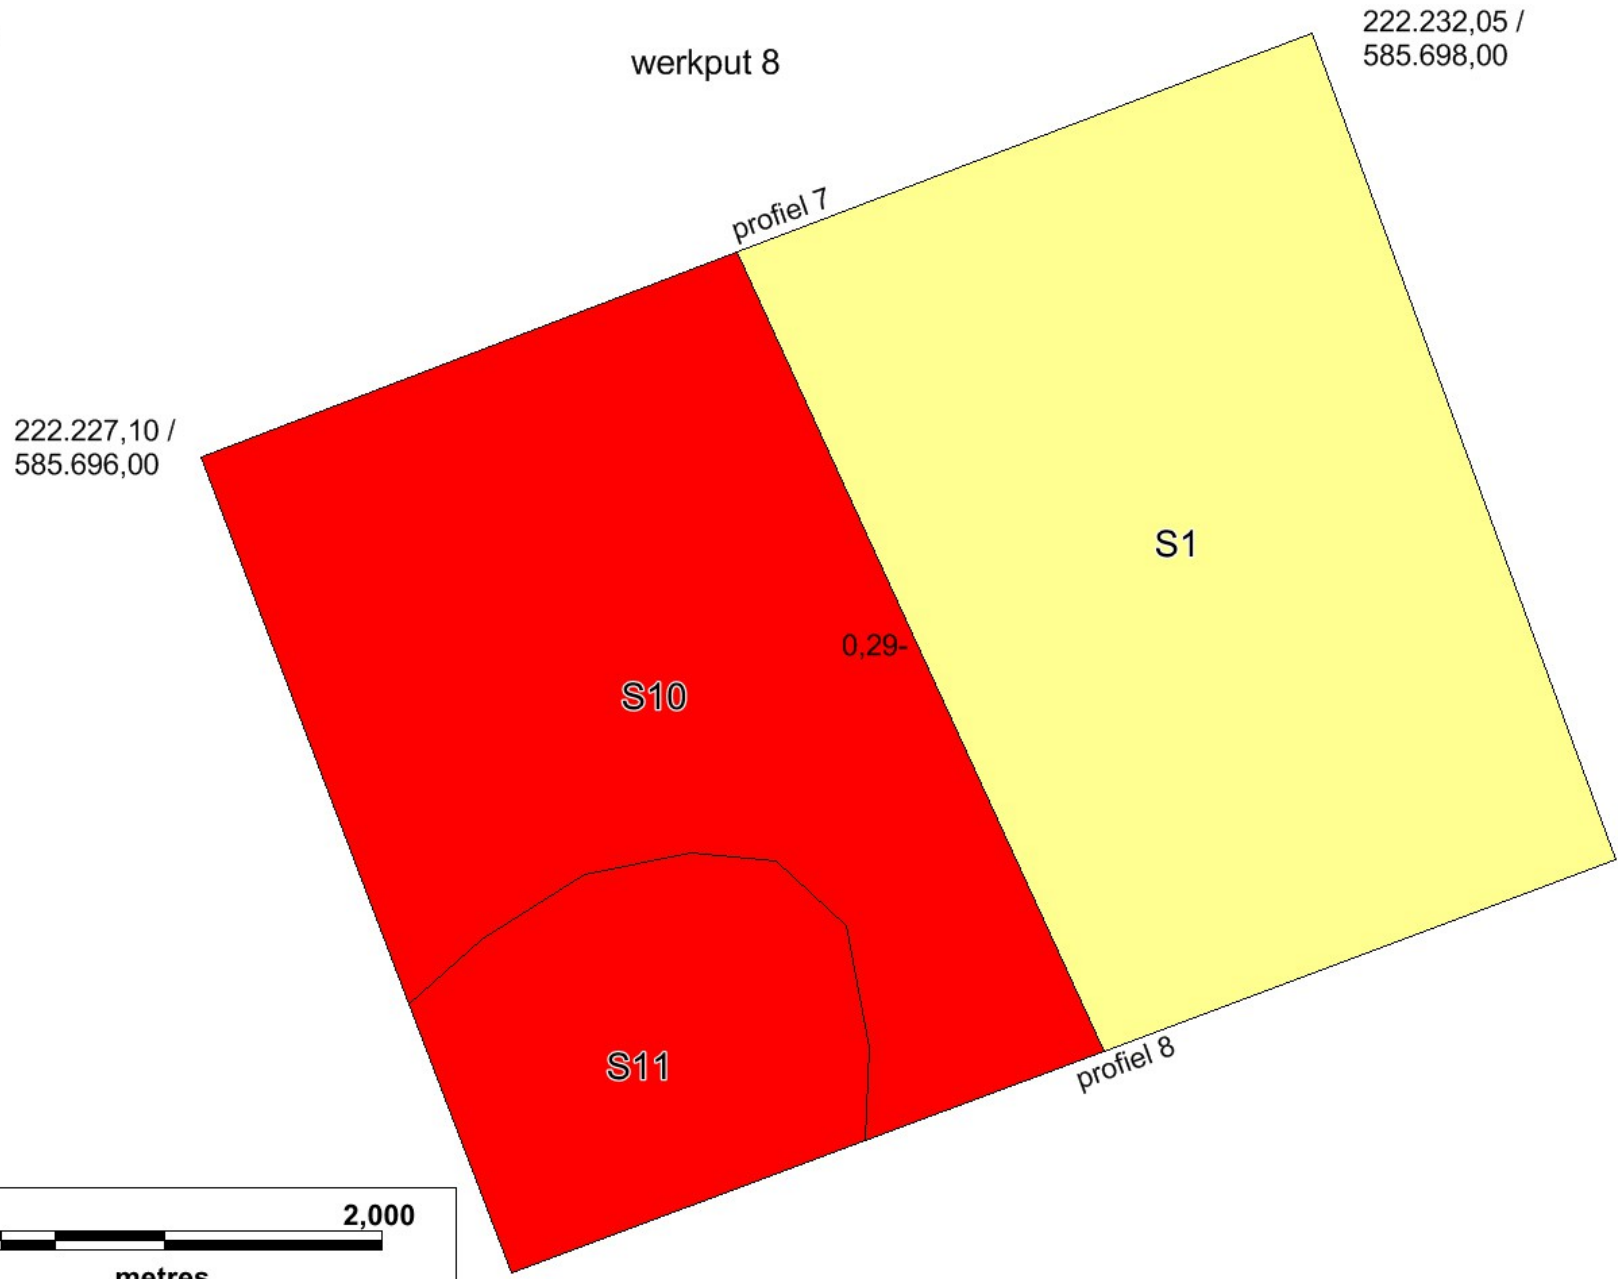 222.232,05 /
585.698,00
werkput 8
profiel 7
222.227,10 /
585.696,00
S1
0,29-
S10
profiel 8
S11
2,000
metres